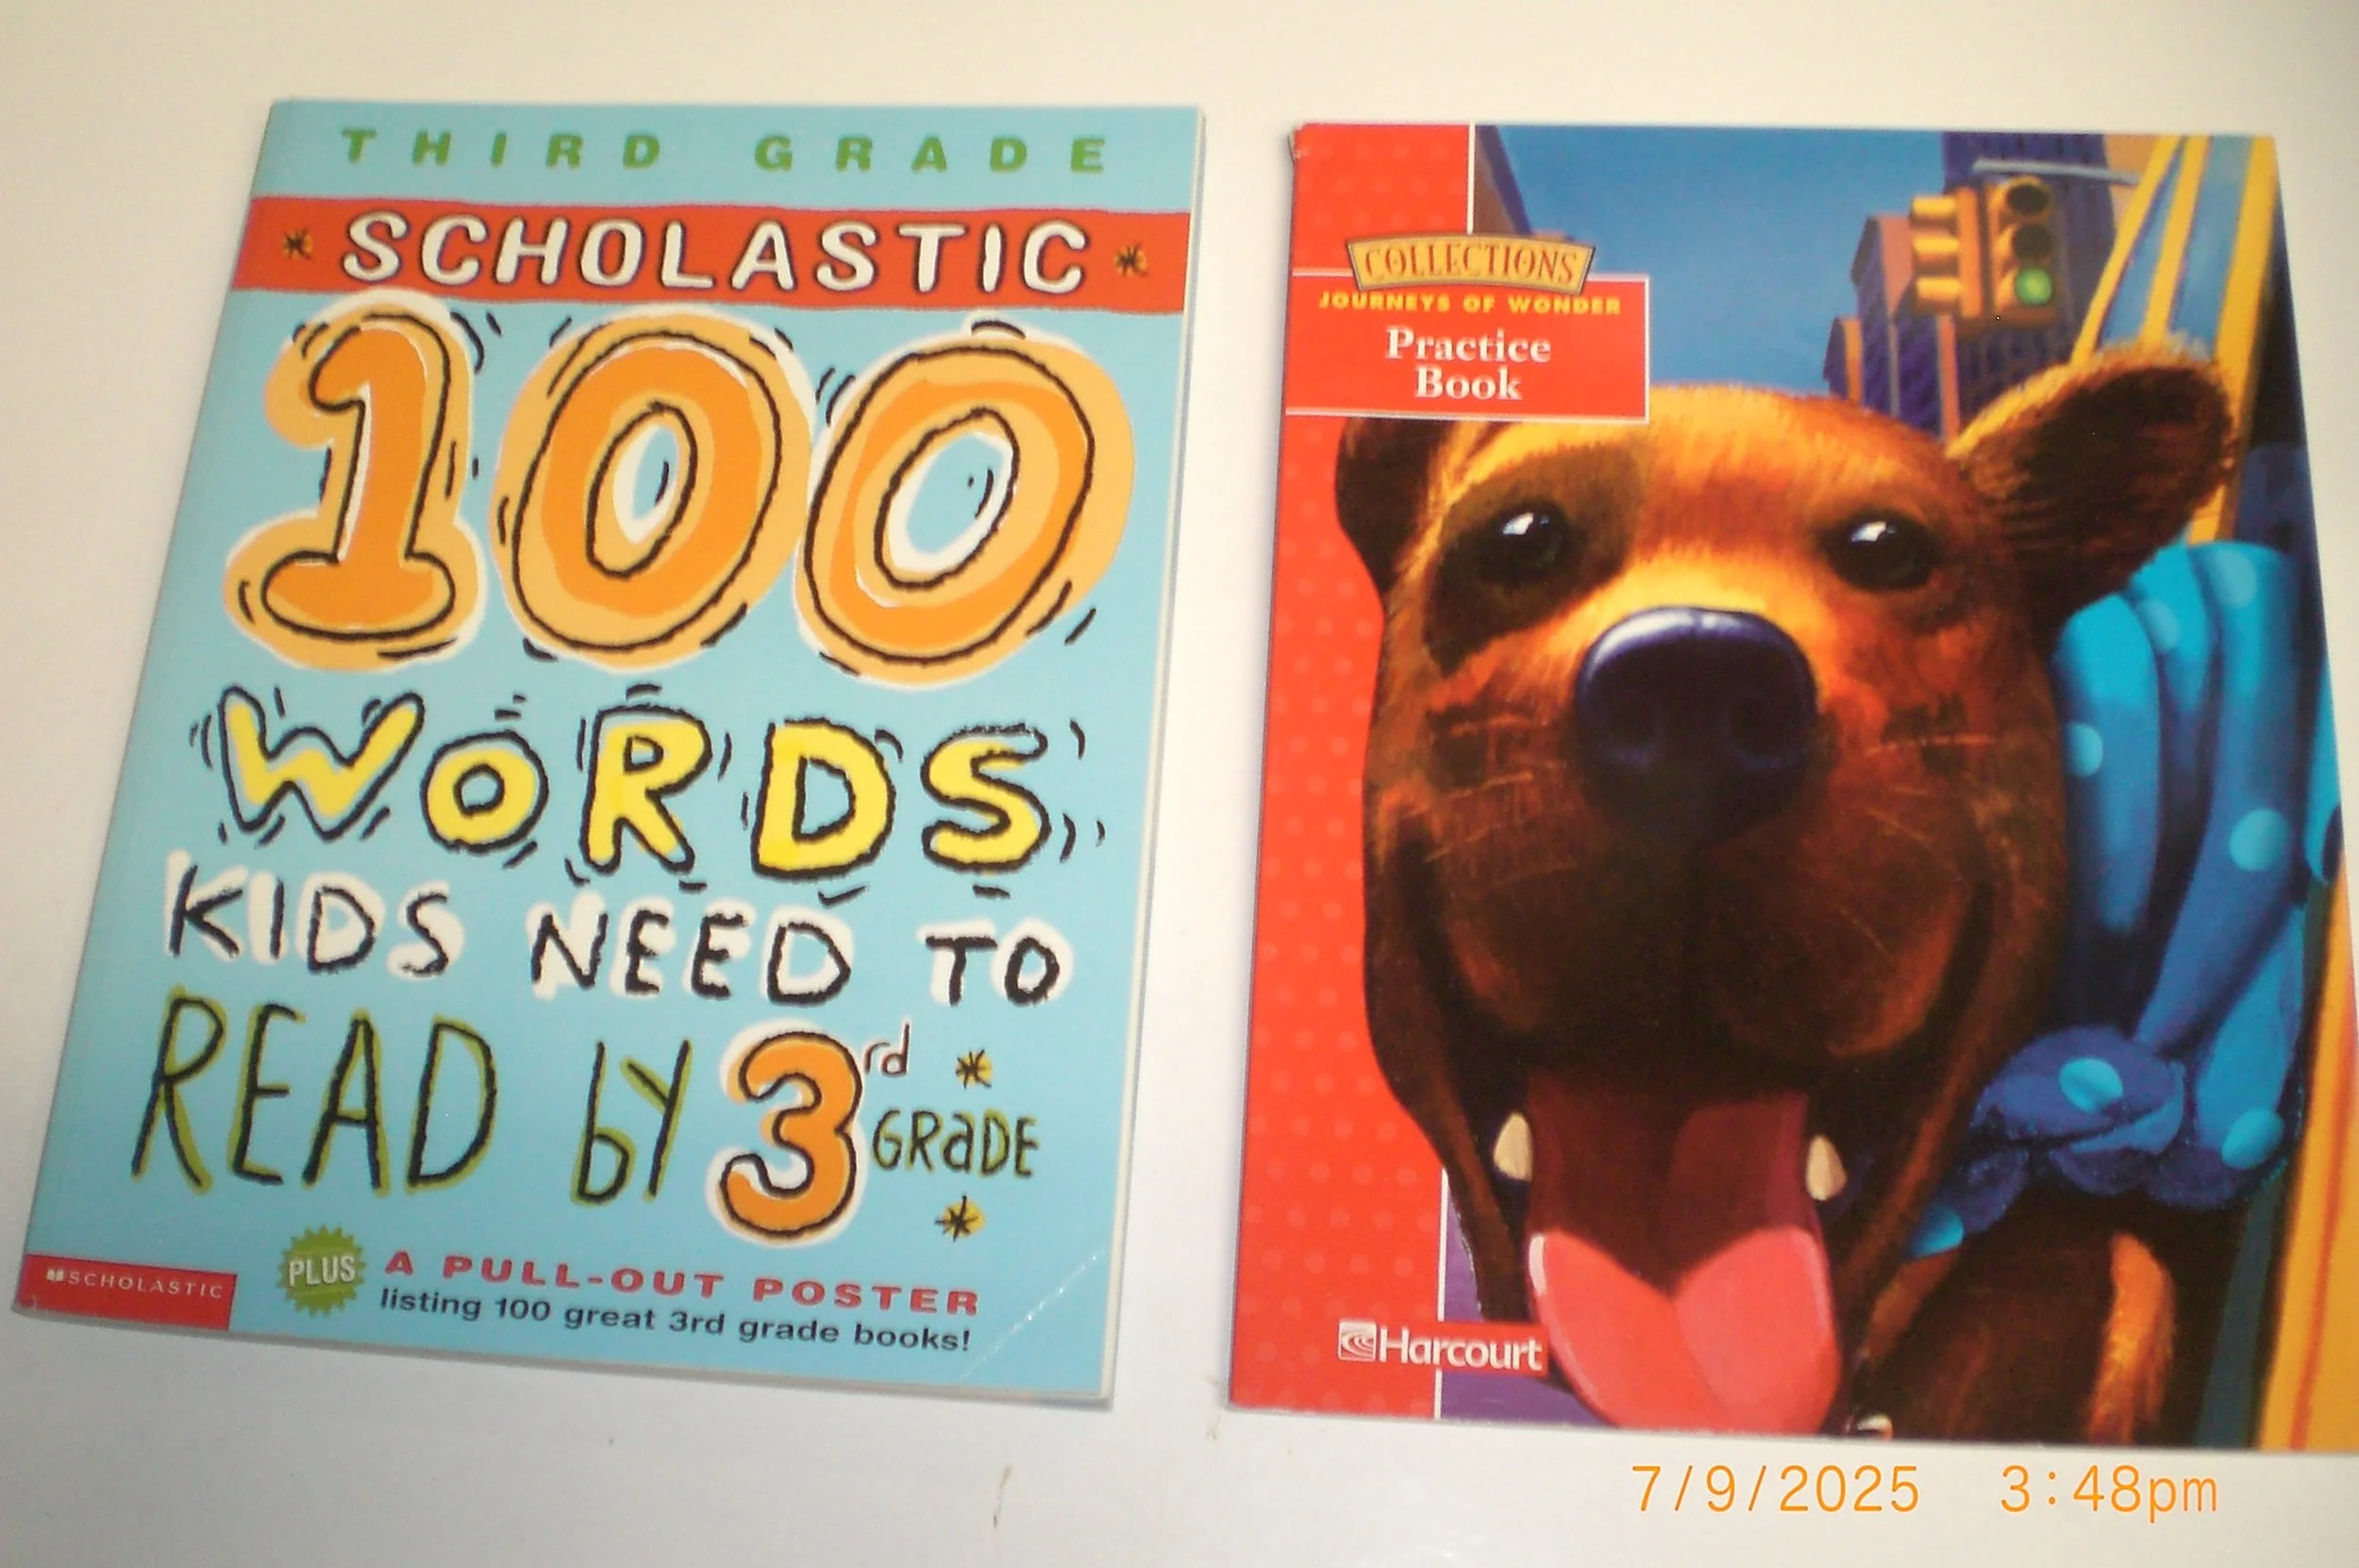 THIRD GRADE
SCHOLASTIC
100
WORDS
KIDS NEED TO
READ by 3rd
GRaDE
PLUS
A PULL-OUT POSTER
listing 100 great 3rd grade books!
SCHOLASTIC
COLLECTIONS
JOURNEYS OF WONDER
Practice
Book
Harcourt
7/9/2025 3:48pm